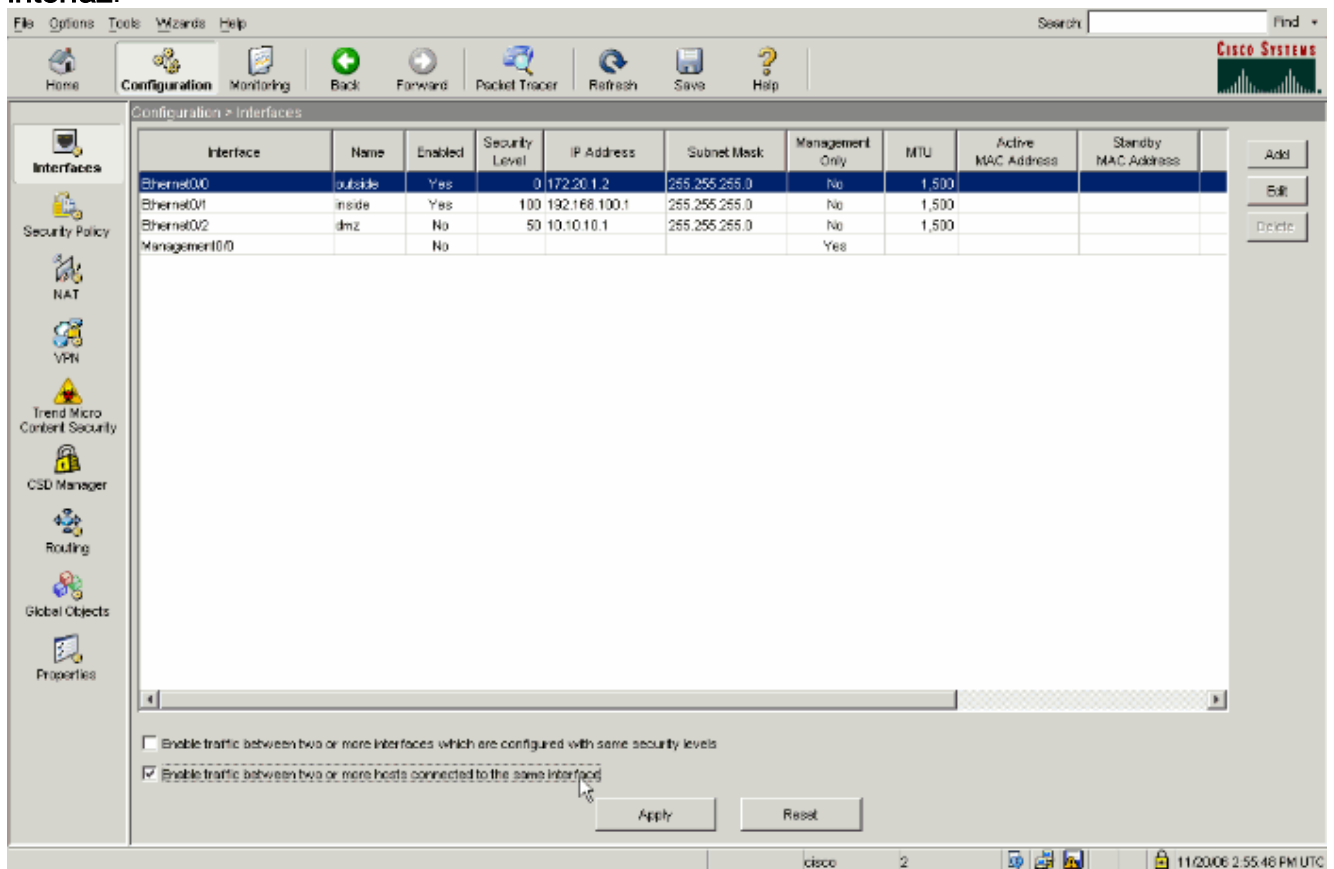 interfaz.
File Options Tools Wizards Help Search: Find
Home Configuration Monitoring Back Forward Packet Tracer Refresh Save Help
CISCO SYSTEMS
Configuration > Interfaces
Interfaces
Security Policy
NAT
VPN
Trend Micro
Content Security
CSD Manager
Routing
Global Objects
Properties
Interface Name Enabled Security Level IP Address Subnet Mask Management Only MTU Active MAC Address Standby MAC Address
Ethernet0/0 outside Yes 0 172.20.1.2 255.255.255.0 No 1,500
Ethernet0/1 inside Yes 100 192.168.100.1 255.255.255.0 No 1,500
Ethernet0/2 dmz No 50 10.10.10.1 255.255.255.0 No 1,500
Management0/0 No Yes
Add
Edit
Delete
Enable traffic between two or more interfaces which are configured with same security levels
Enable traffic between two or more hosts connected to the same interface
Apply Reset
cisco 2 11/20/06 2:55:48 PM UTC